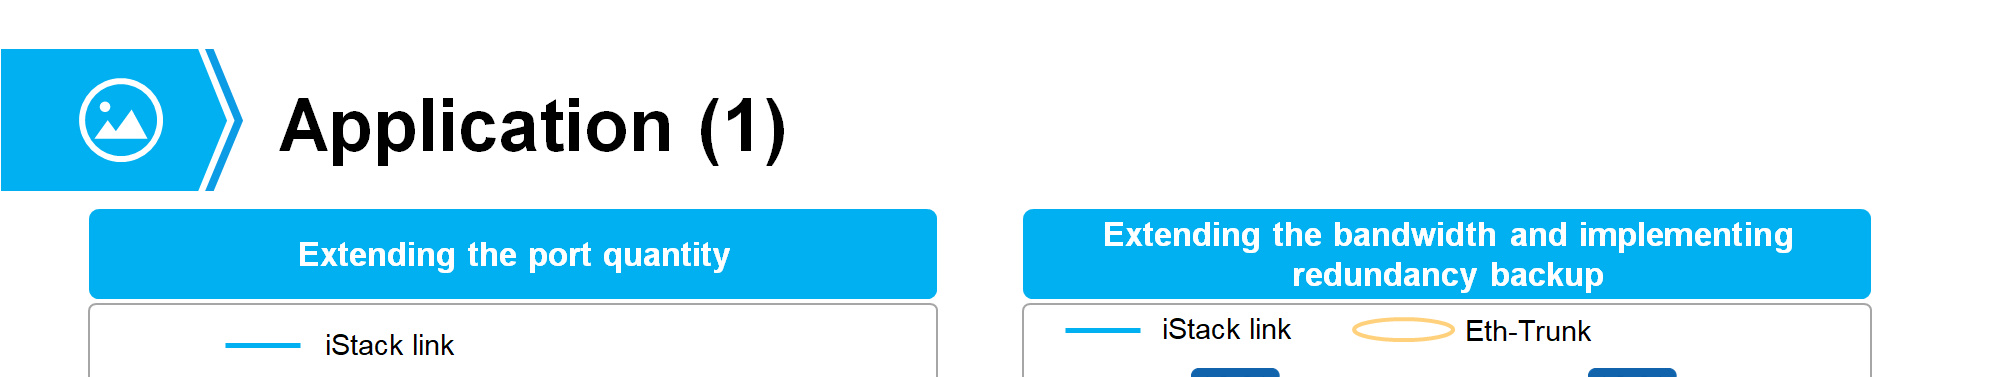 Application (1)
Extending the port quantity
iStack link
Extending the bandwidth and implementing
redundancy backup
iStack link
Eth-Trunk